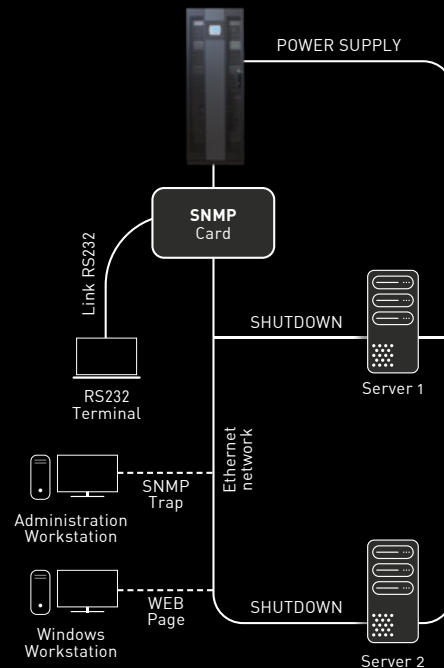 POWER SUPPLY
SNMP
Card
Link RS232
RS232
Terminal
SHUTDOWN
Server 1
Ethernet
network
SNMP
Trap
Administration
Workstation
WEB
Page
Windows
Workstation
SHUTDOWN
Server 2